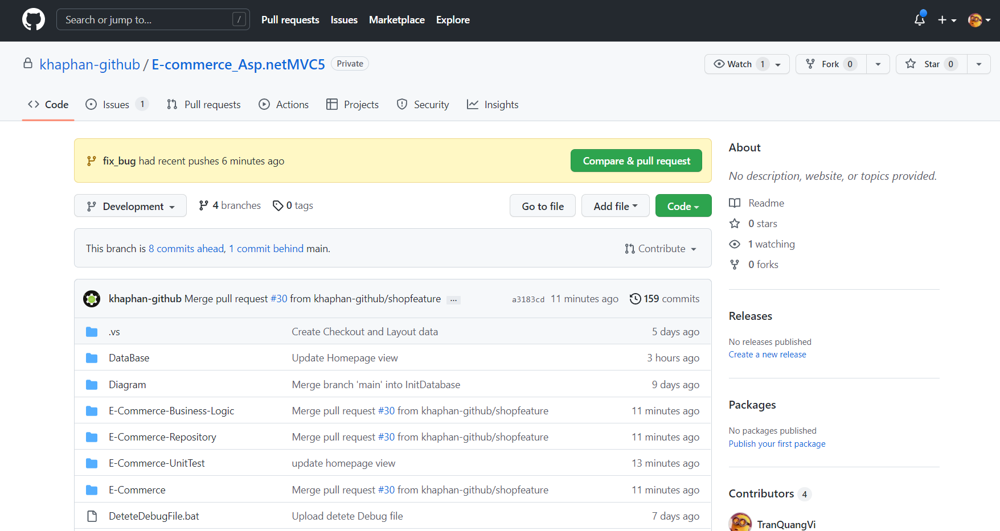 Search or jump to... /
Pull requests Issues Marketplace Explore
khaphan-github / E-commerce_Asp.netMVC5 Private
Watch 1 Fork 0 Star 0
Code Issues 1 Pull requests Actions Projects Security Insights
fix_bug had recent pushes 6 minutes ago
Compare & pull request
Development 4 branches 0 tags
Go to file Add file Code
This branch is 8 commits ahead, 1 commit behind main.
Contribute
khaphan-github Merge pull request #30 from khaphan-github/shopfeature ... a3183cd 11 minutes ago 159 commits
.vs Create Checkout and Layout data 5 days ago
DataBase Update Homepage view 3 hours ago
Diagram Merge branch 'main' into InitDatabase 9 days ago
E-Commerce-Business-Logic Merge pull request #30 from khaphan-github/shopfeature 11 minutes ago
E-Commerce-Repository Merge pull request #30 from khaphan-github/shopfeature 11 minutes ago
E-Commerce-UnitTest update homepage view 13 minutes ago
E-Commerce Merge pull request #30 from khaphan-github/shopfeature 11 minutes ago
DeteteDebugFile.bat Upload detete Debug file 7 days ago
About
No description, website, or topics provided.
Readme
0 stars
1 watching
0 forks
Releases
No releases published
Create a new release
Packages
No packages published
Publish your first package
Contributors 4
TranQuangVi